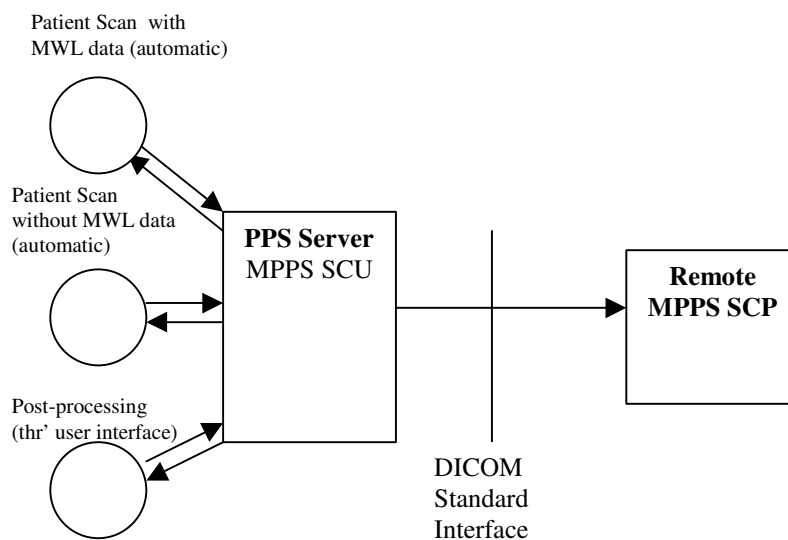 Patient Scan with
MWL data (automatic)
Patient Scan
without MWL data
(automatic)
Post-processing
(thr’ user interface)
PPS Server
MPPS SCU
DICOM
Standard
Interface
Remote
MPPS SCP